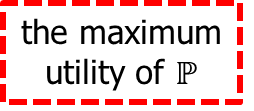 the maximum
utility of ℙ